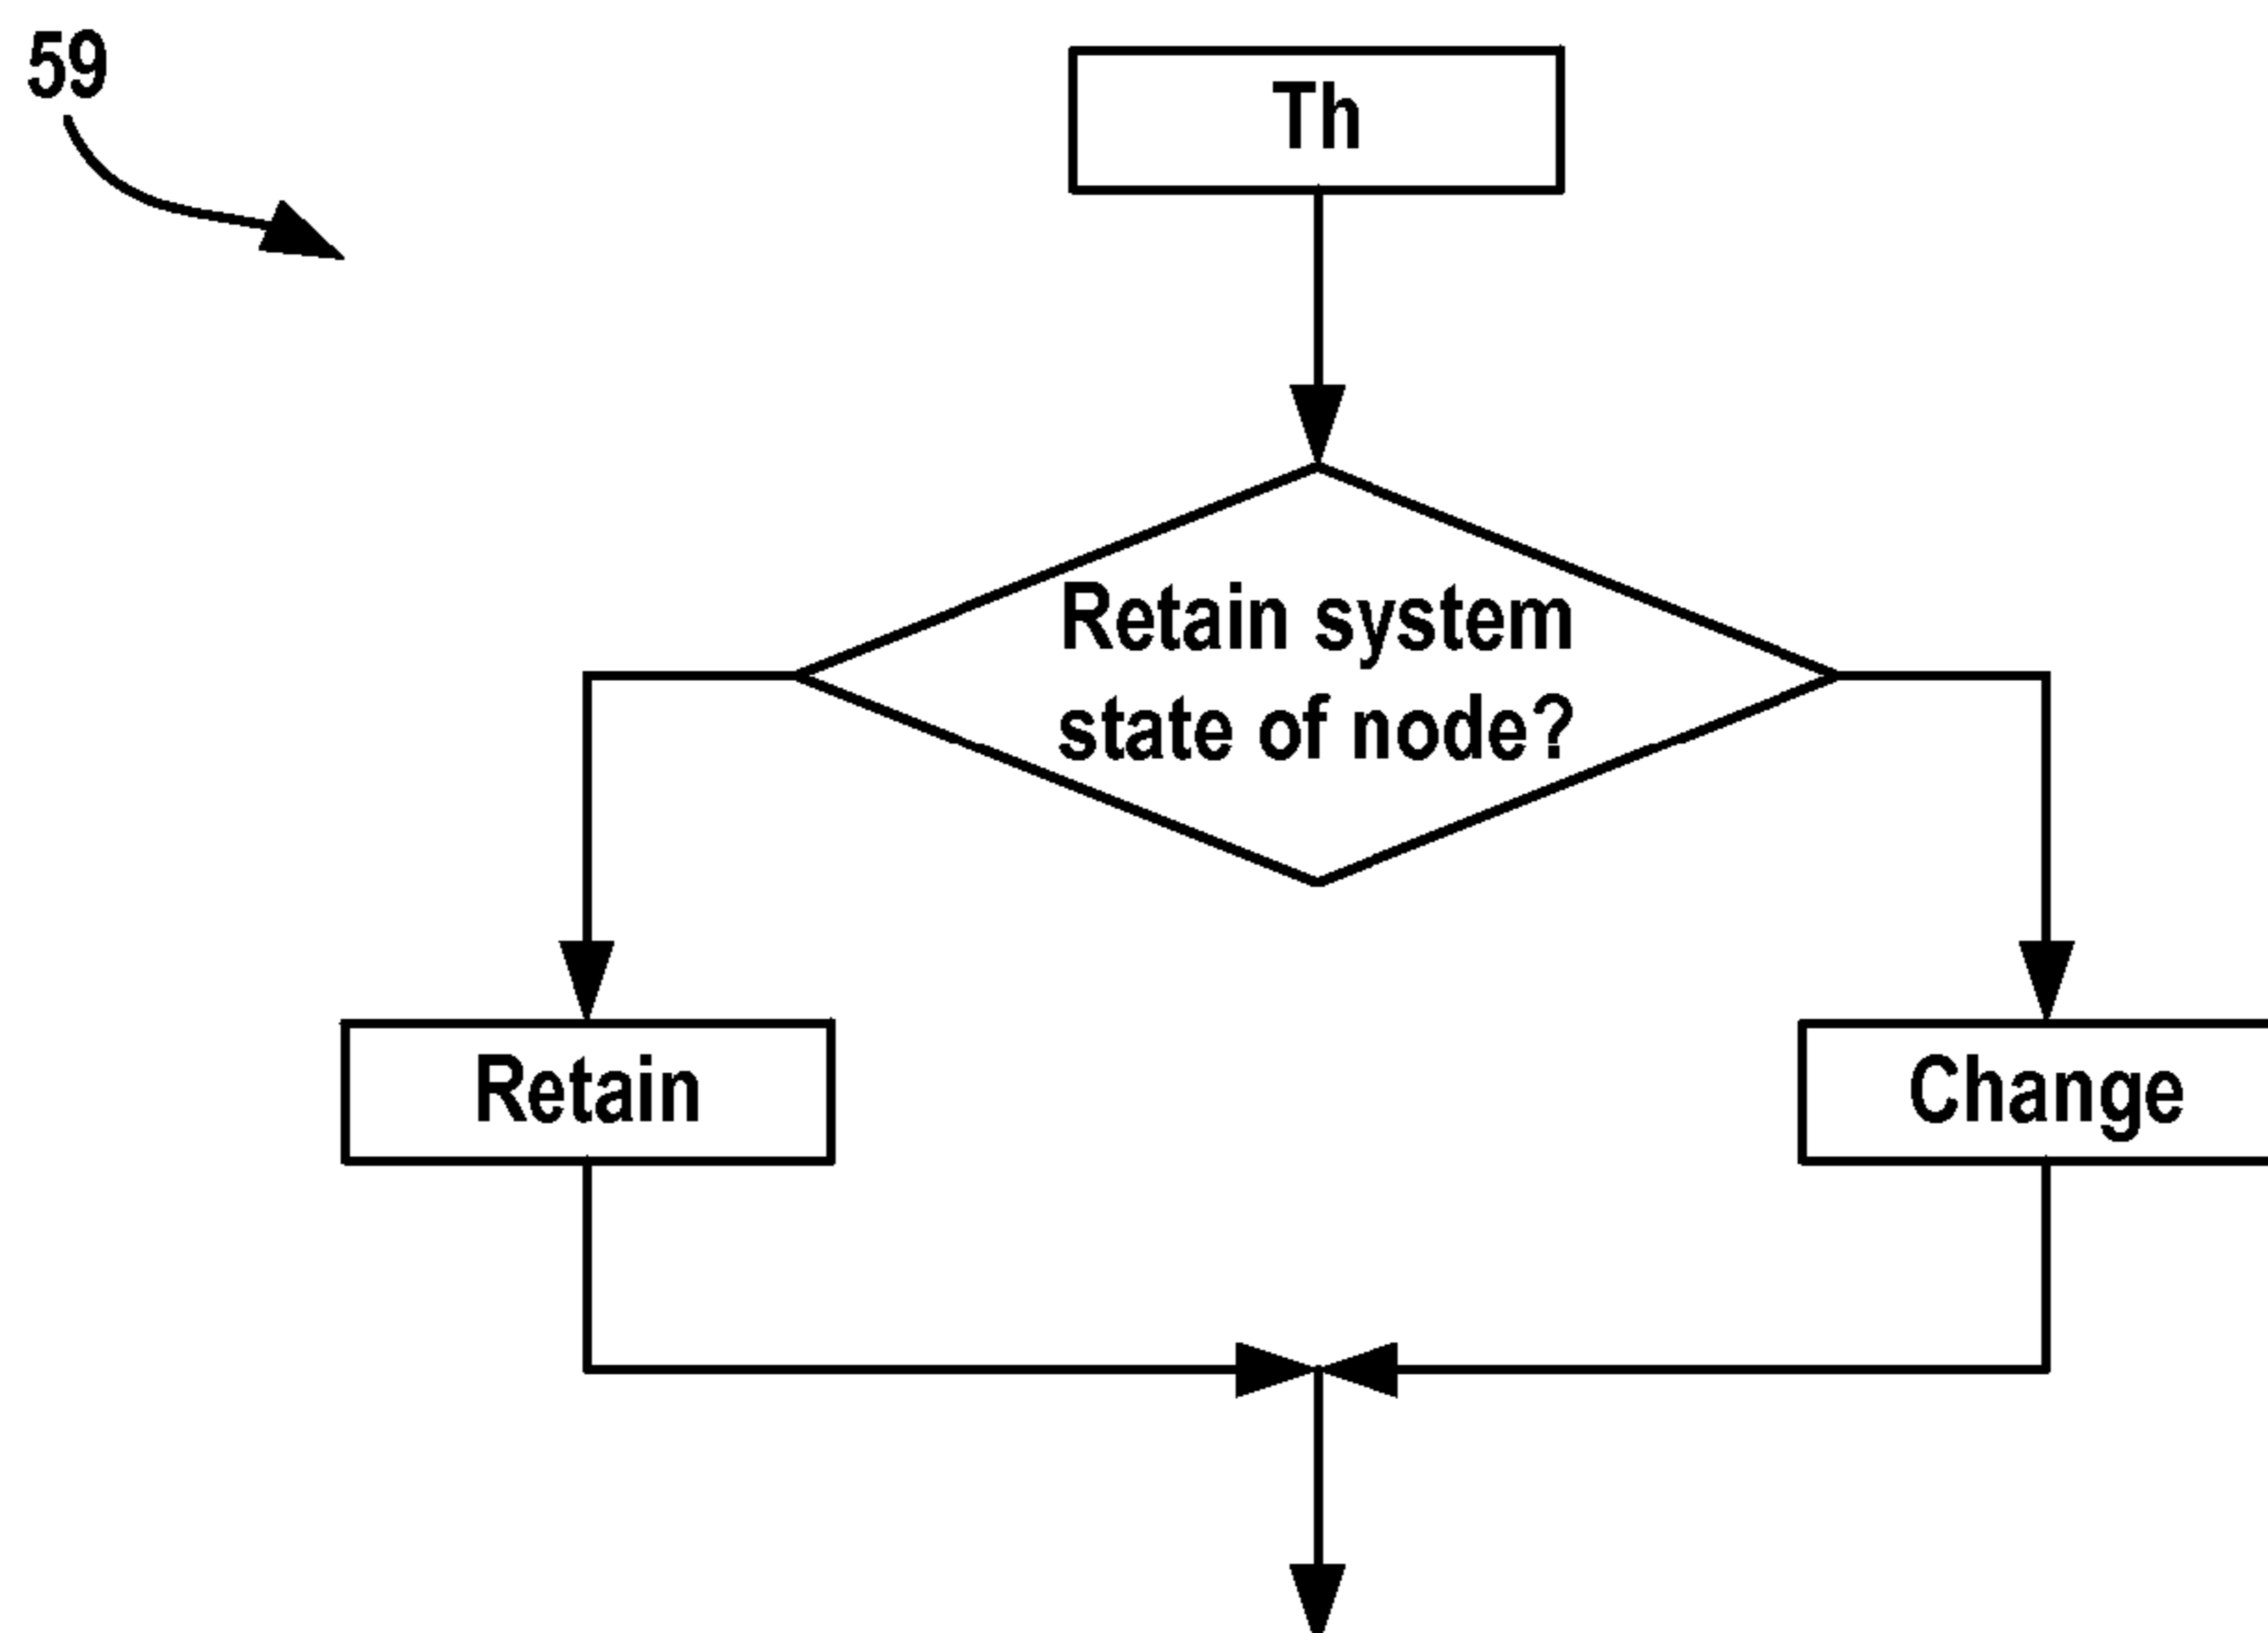 59
Th
Retain system
state of node?
Retain
Change